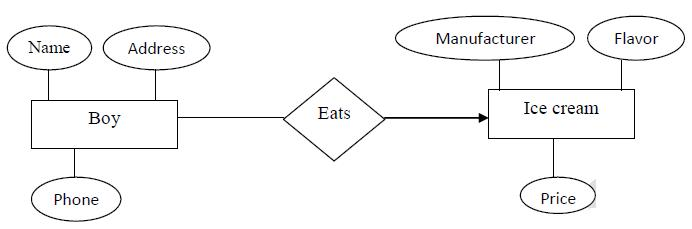 Manufacturer
Flavor
Name
Address
Boy
Eats
Ice cream
Phone
Price